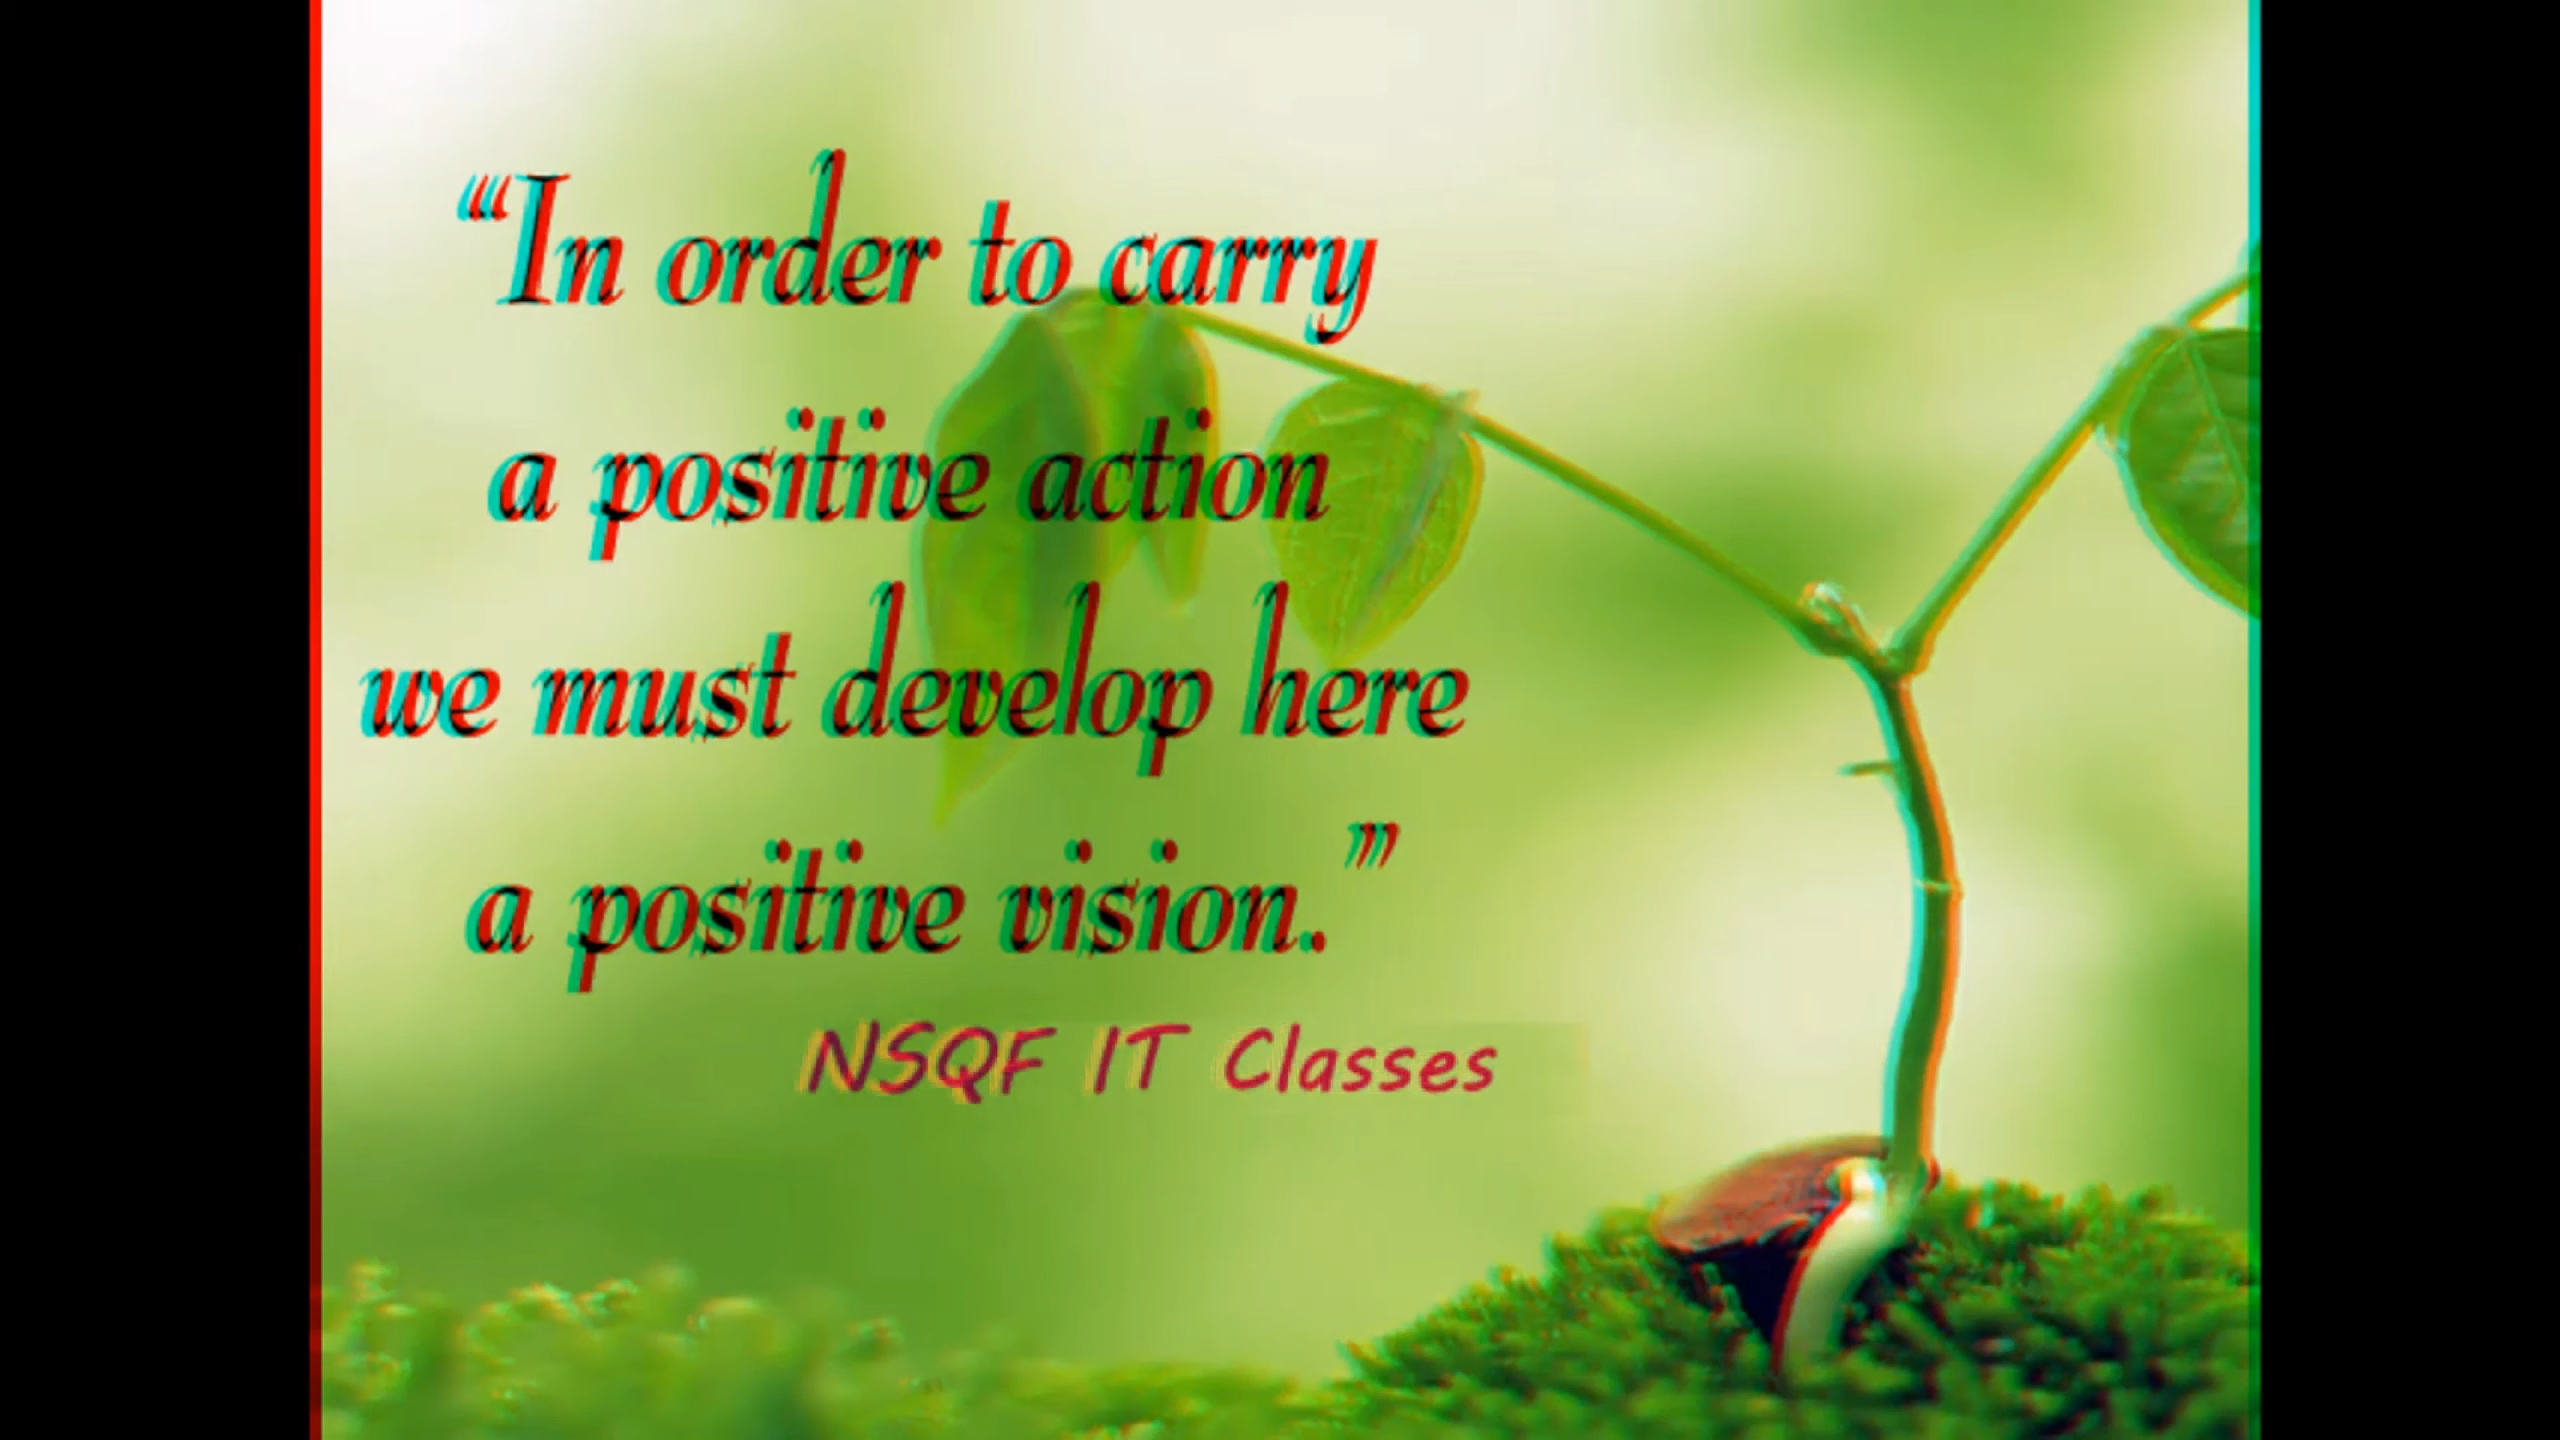 “In order to carry
a positive action
we must develop here
a positive vision.”
NSQF IT Classes